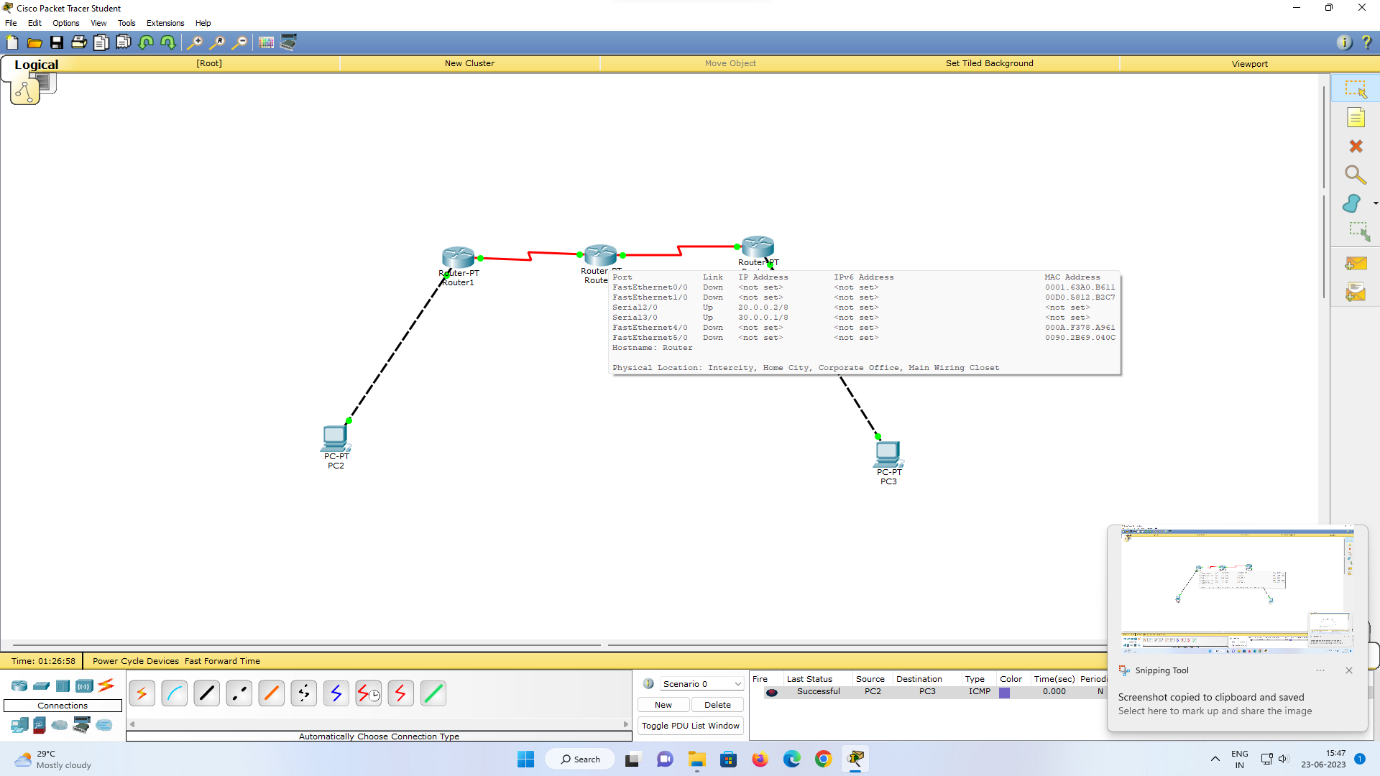 Cisco Packet Tracer Student
File Edit Options View Tools Extensions Help
Logical [Root] New Cluster Move Object Set Tiled Background Viewport
Router-PT
Router1
Router-PT
PC-PT
PC2
PC-PT
PC3
Port Link IP Address IPv6 Address MAC Address
FastEthernet0/0 Down <not set> <not set> 0001.63A0.B611
FastEthernet1/0 Down <not set> <not set> 00D0.5812.B2C7
Serial2/0 Up 20.0.0.2/8 <not set> <not set>
Serial3/0 Up 30.0.0.1/8 <not set> <not set>
FastEthernet4/0 Down <not set> <not set> 000A.F378.A961
FastEthernet5/0 Down <not set> <not set> 0090.2B69.040C
Hostname: Router
Physical Location: Intercity, Home City, Corporate Office, Main Wiring Closet
Time: 01:26:58 Power Cycle Devices Fast Forward Time
Connections
Automatically Choose Connection Type
Scenario 0
New Delete
Toggle PDU List Window
Fire Last Status Source Destination Type Color Time(sec) Periodi
Successful PC2 PC3 ICMP 0.000 N
Snipping Tool
Screenshot copied to clipboard and saved
Select here to mark up and share the image
29°C
Mostly cloudy
Search
ENG
IN
15:47
23-06-2023
1